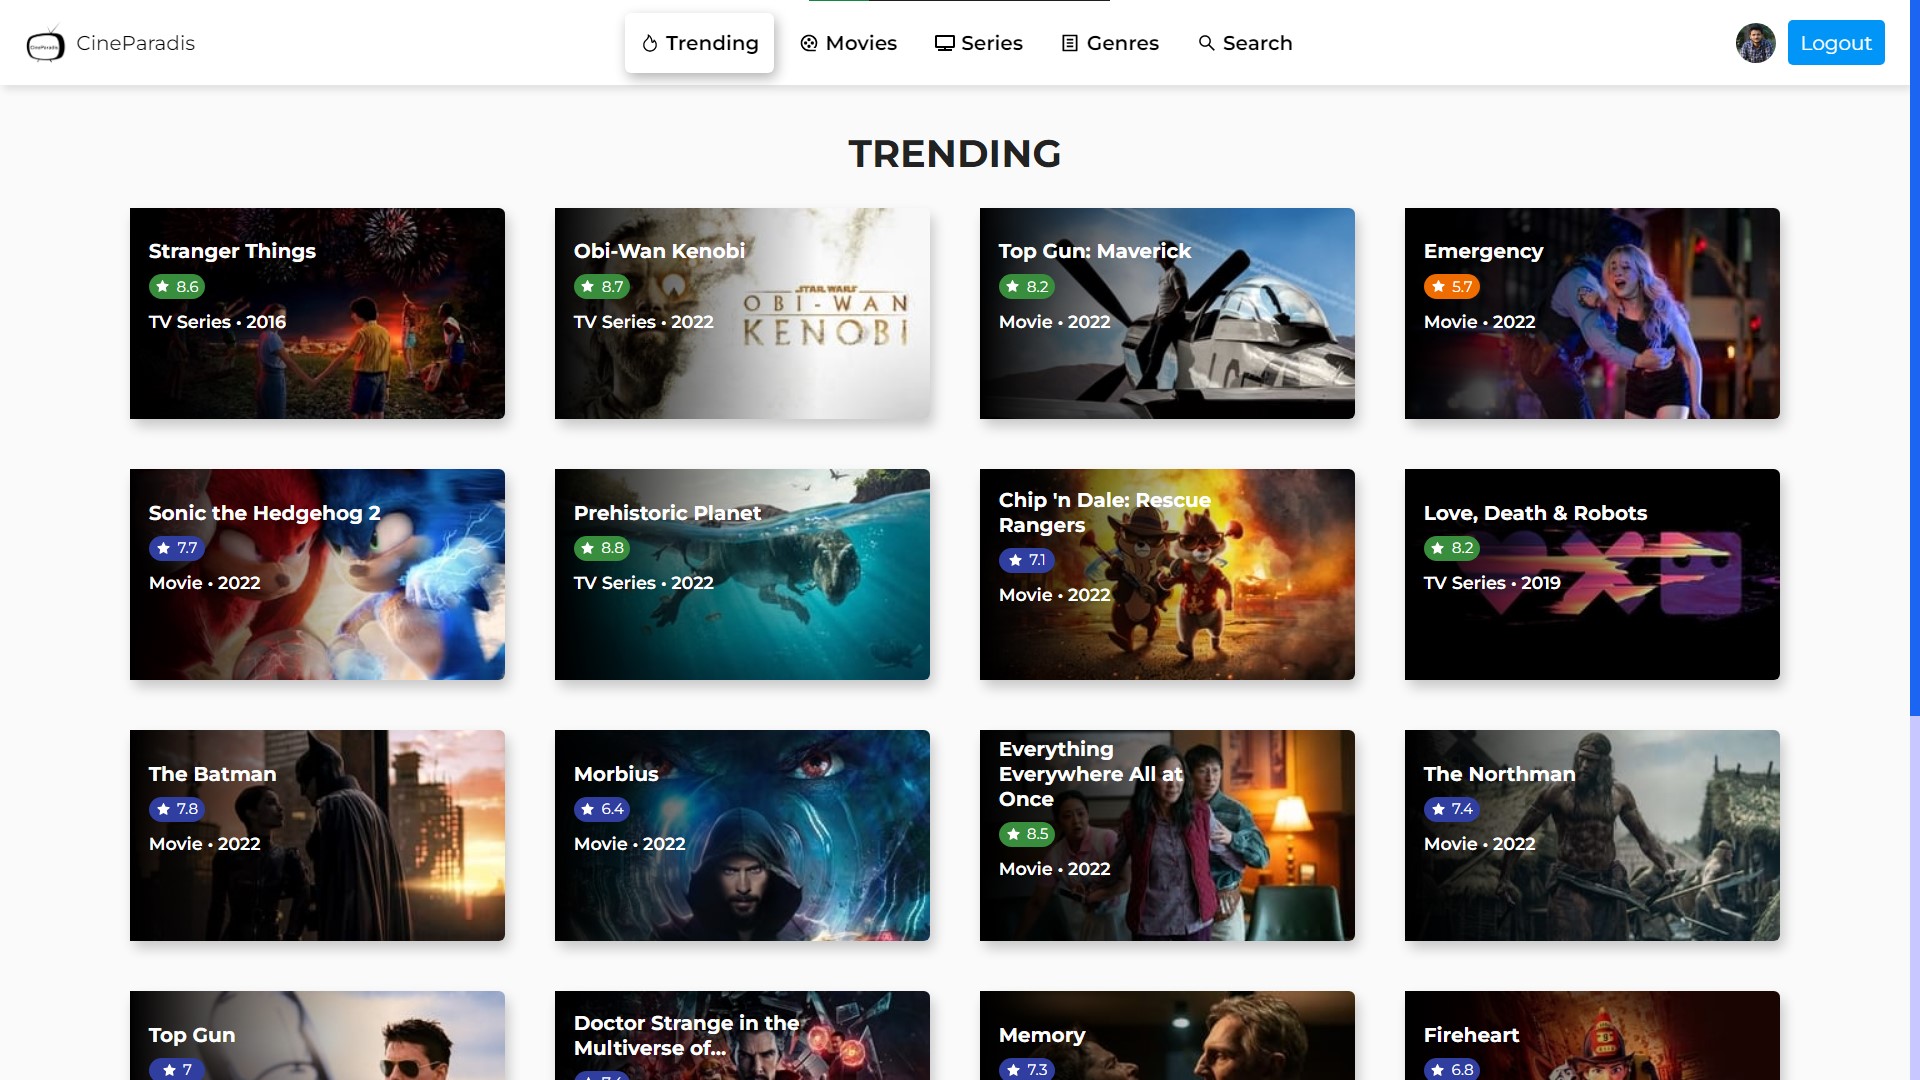 CineParadis
Trending
Movies
Series
Genres
Search
Logout
TRENDING
Stranger Things
8.6
TV Series • 2016
Obi-Wan Kenobi
8.7
TV Series • 2022
STAR WARS
OBI-WAN
KENOBI
Top Gun: Maverick
8.2
Movie • 2022
Emergency
5.7
Movie • 2022
Sonic the Hedgehog 2
7.7
Movie • 2022
Prehistoric Planet
8.8
TV Series • 2022
Chip 'n Dale: Rescue
Rangers
7.1
Movie • 2022
Love, Death & Robots
8.2
TV Series • 2019
The Batman
7.8
Movie • 2022
Morbius
6.4
Movie • 2022
Everything
Everywhere All at
Once
8.5
Movie • 2022
The Northman
7.4
Movie • 2022
Top Gun
7
Doctor Strange in the
Multiverse of...
Memory
7.3
Fireheart
6.8